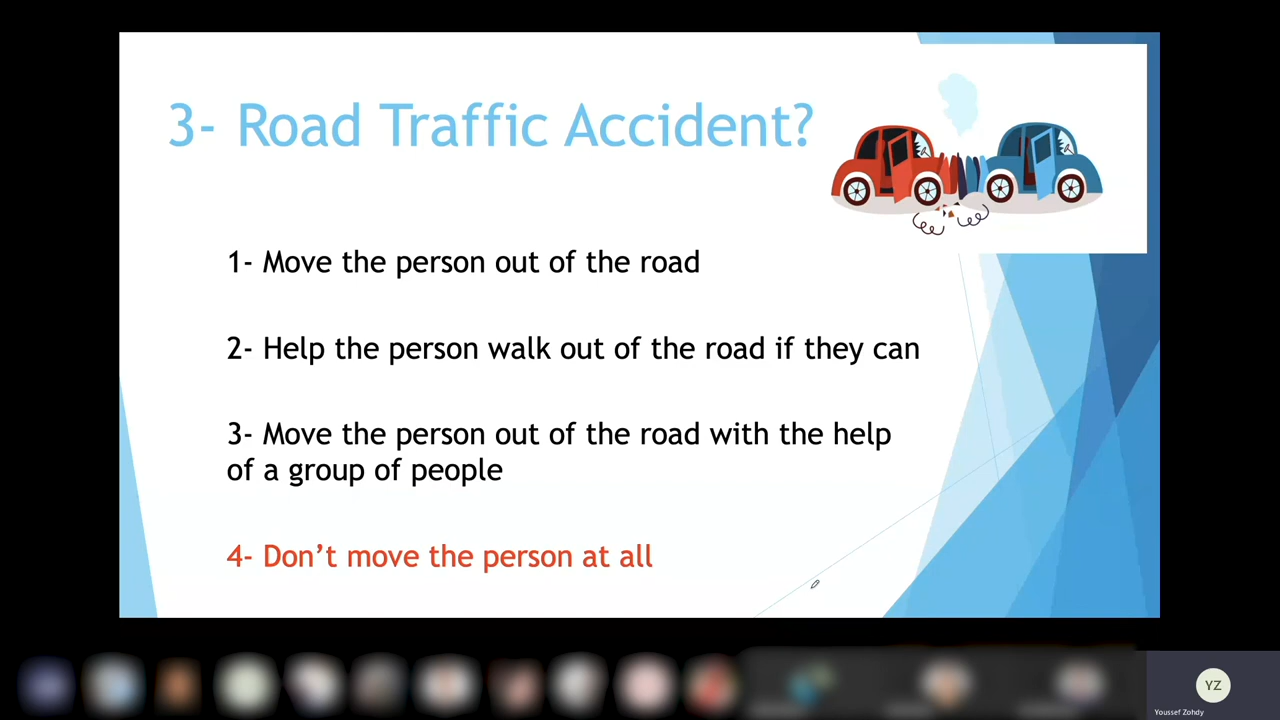 3- Road Traffic Accident?
1- Move the person out of the road
2- Help the person walk out of the road if they can
3- Move the person out of the road with the help
of a group of people
4- Don’t move the person at all
YZ
Youssef Zohdy